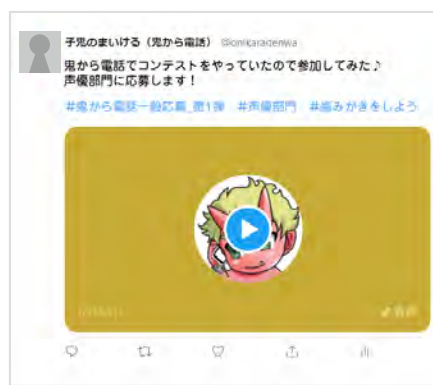 子鬼のまいける（鬼から電話） @onikaradenwa
鬼から電話でコンテストをやっていたので参加してみた♪
声優部門に応募します！
#鬼から電話一般応募_第1弾 #声優部門 #歯みがきをしよう